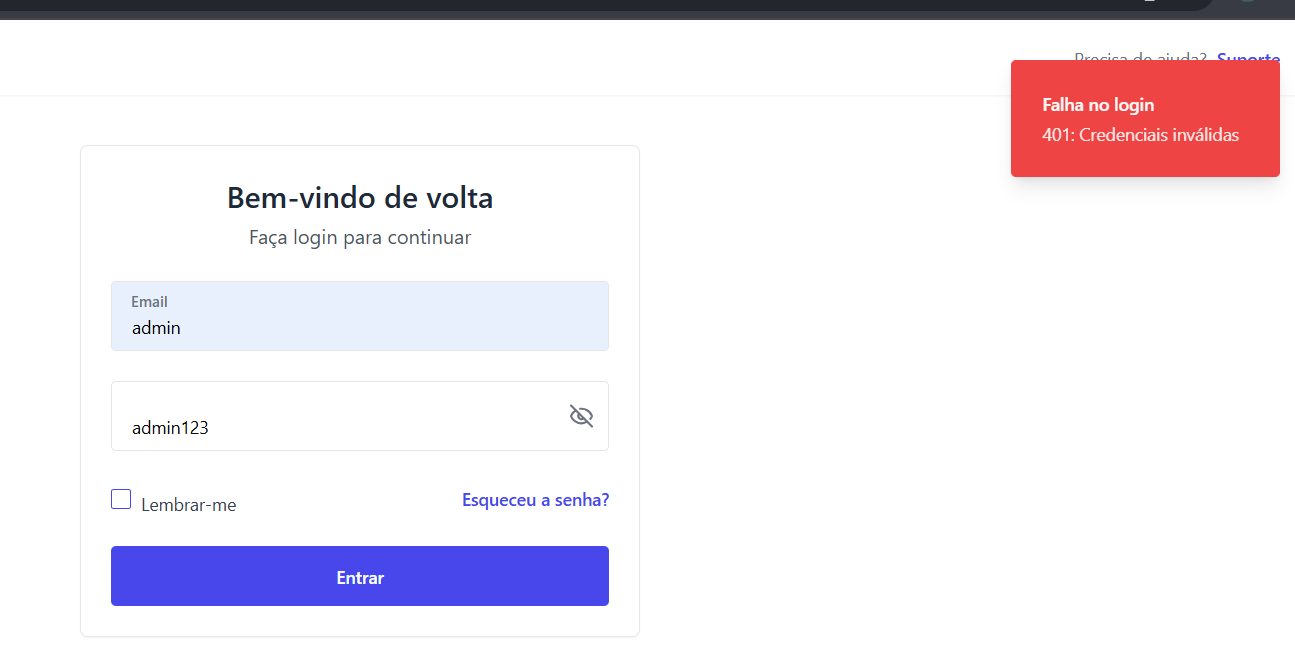 Precisa de ajuda? Suporte
Falha no login
401: Credenciais inválidas
Bem-vindo de volta
Faça login para continuar
Email
admin
admin123
Lembrar-me
Esqueceu a senha?
Entrar